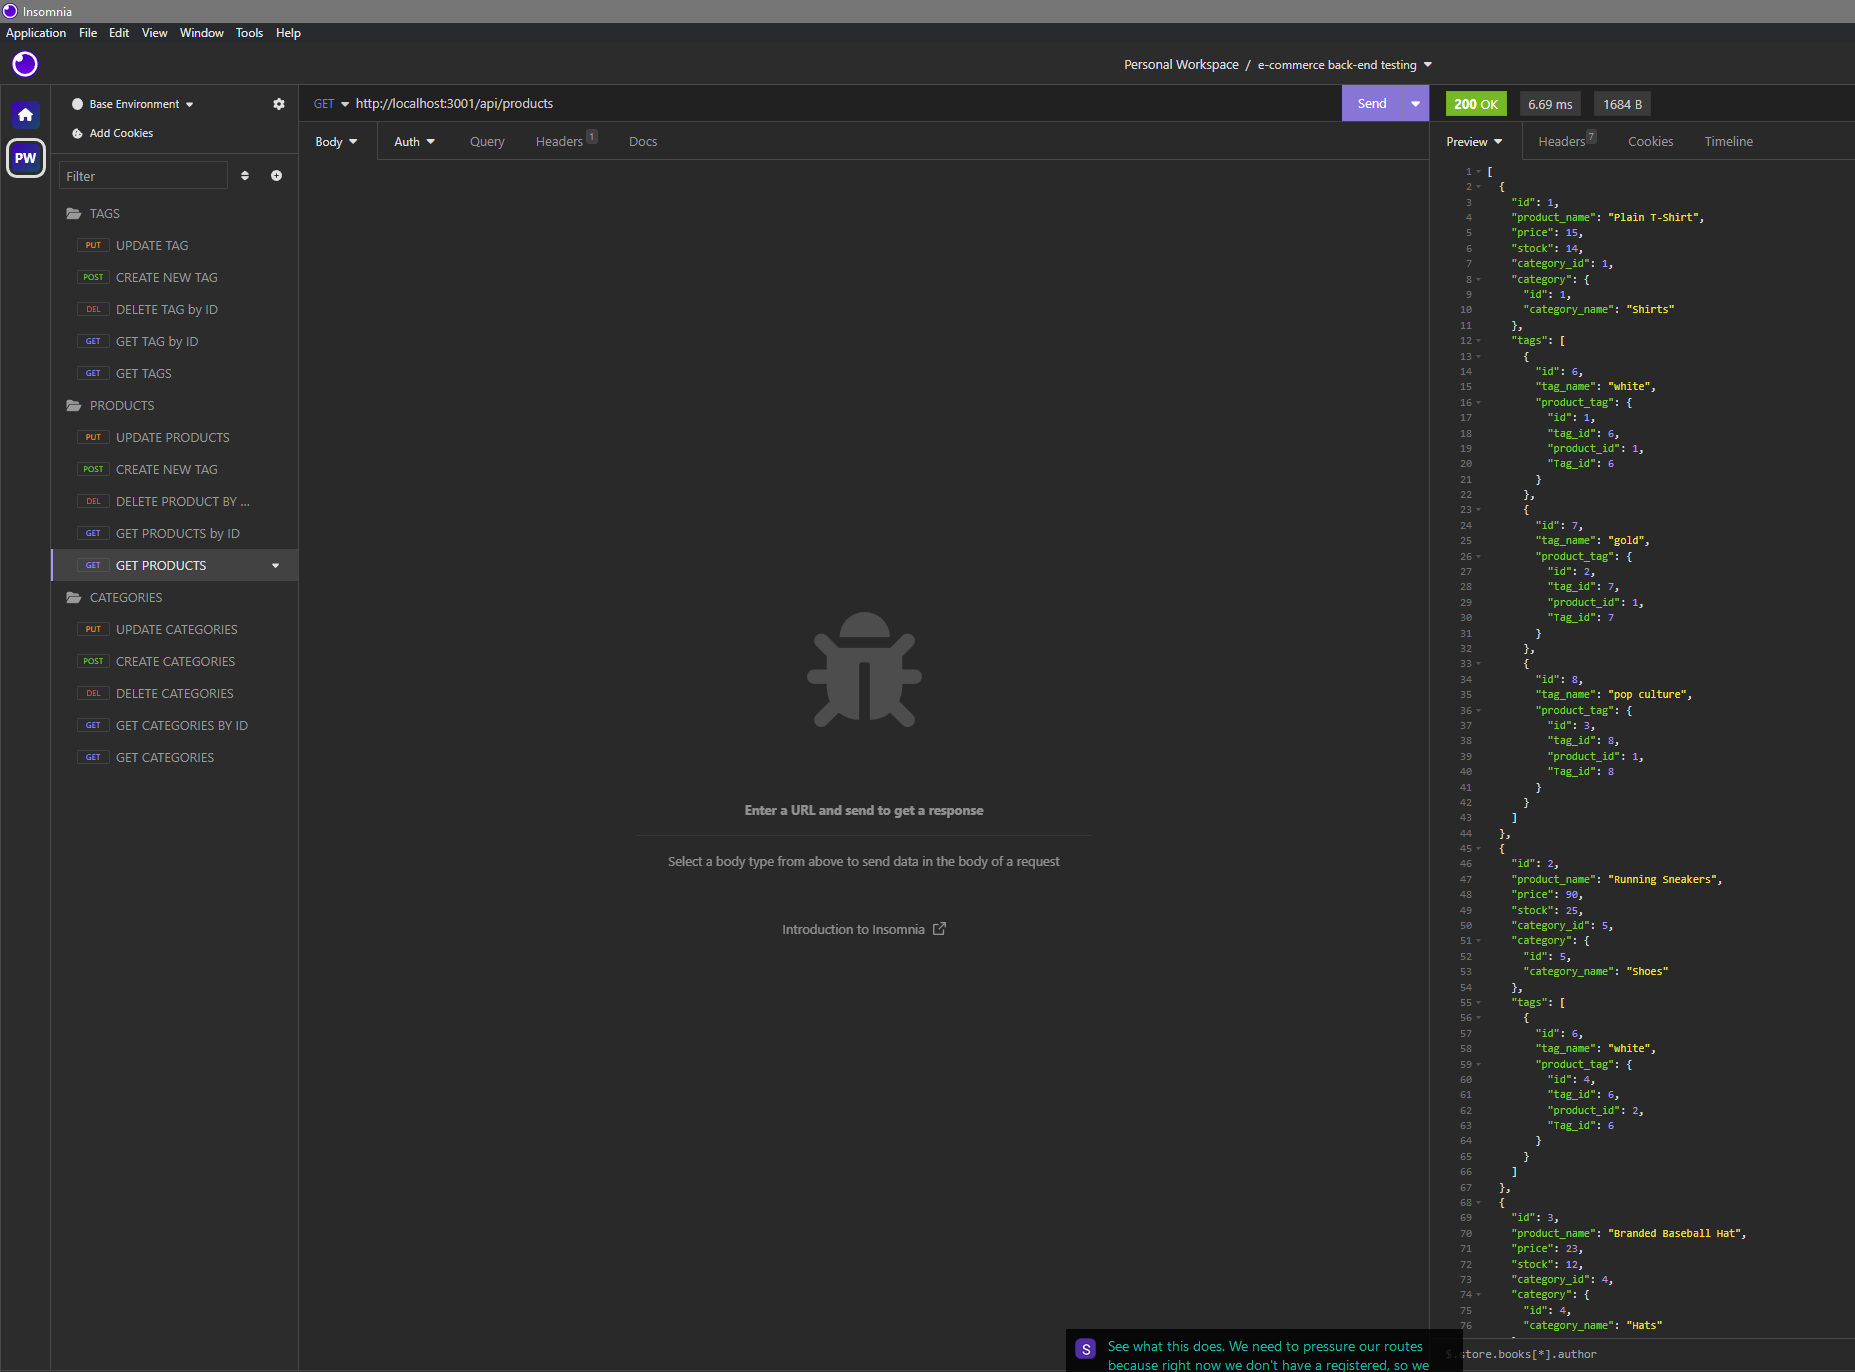 Insomnia
Application File Edit View Window Tools Help
Personal Workspace / e-commerce back-end testing
Base Environment
Add Cookies
PW
Filter
TAGS
PUT UPDATE TAG
POST CREATE NEW TAG
DEL DELETE TAG by ID
GET GET TAG by ID
GET GET TAGS
PRODUCTS
PUT UPDATE PRODUCTS
POST CREATE NEW TAG
DEL DELETE PRODUCT BY ...
GET GET PRODUCTS by ID
GET GET PRODUCTS
CATEGORIES
PUT UPDATE CATEGORIES
POST CREATE CATEGORIES
DEL DELETE CATEGORIES
GET GET CATEGORIES BY ID
GET GET CATEGORIES
GET http://localhost:3001/api/products Send
Body Auth Query Headers 1 Docs
Enter a URL and send to get a response
Select a body type from above to send data in the body of a request
Introduction to Insomnia
200 OK 6.69 ms 1684 B
Preview Headers 7 Cookies Timeline
1 [
2 {
3 "id": 1,
4 "product_name": "Plain T-Shirt",
5 "price": 15,
6 "stock": 14,
7 "category_id": 1,
8 "category": {
9 "id": 1,
10 "category_name": "Shirts"
11 },
12 "tags": [
13 {
14 "id": 6,
15 "tag_name": "white",
16 "product_tag": {
17 "id": 1,
18 "tag_id": 6,
19 "product_id": 1,
20 "Tag_id": 6
21 }
22 },
23 {
24 "id": 7,
25 "tag_name": "gold",
26 "product_tag": {
27 "id": 2,
28 "tag_id": 7,
29 "product_id": 1,
30 "Tag_id": 7
31 }
32 },
33 {
34 "id": 8,
35 "tag_name": "pop culture",
36 "product_tag": {
37 "id": 3,
38 "tag_id": 8,
39 "product_id": 1,
40 "Tag_id": 8
41 }
42 }
43 ]
44 },
45 {
46 "id": 2,
47 "product_name": "Running Sneakers",
48 "price": 90,
49 "stock": 25,
50 "category_id": 5,
51 "category": {
52 "id": 5,
53 "category_name": "Shoes"
54 },
55 "tags": [
56 {
57 "id": 6,
58 "tag_name": "white",
59 "product_tag": {
60 "id": 4,
61 "tag_id": 6,
62 "product_id": 2,
63 "Tag_id": 6
64 }
65 }
66 ]
67 },
68 {
69 "id": 3,
70 "product_name": "Branded Baseball Hat",
71 "price": 23,
72 "stock": 12,
73 "category_id": 4,
74 "category": {
75 "id": 4,
76 "category_name": "Hats"
$.store.books[*].author
S See what this does. We need to pressure our routes
because right now we don't have a registered, so we